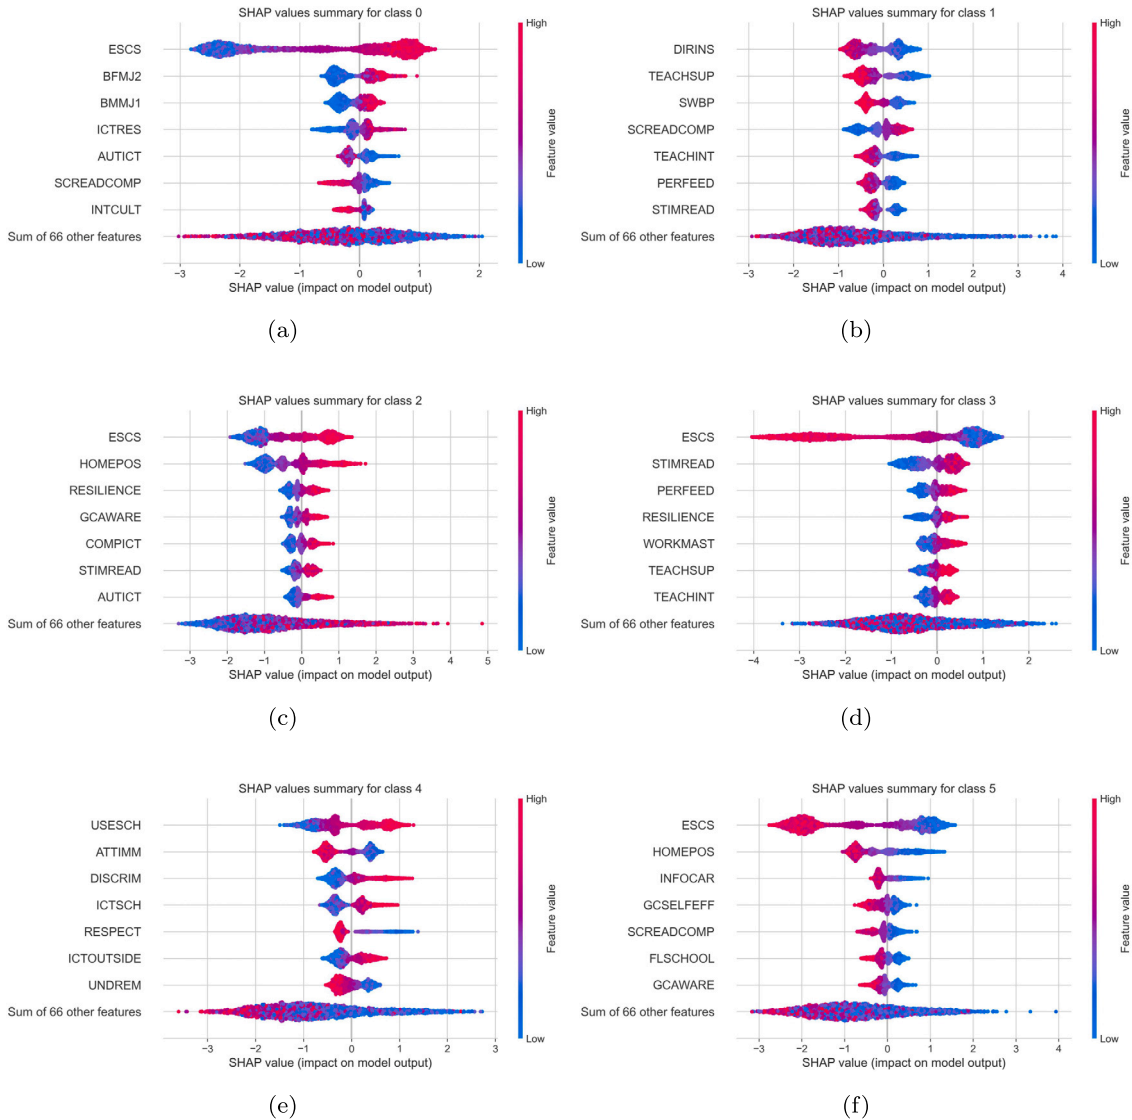 SHAP values summary for class 0
High
ESCS
BFMJ2
BMMJ1
ICTRES
AUTICT
SCREADCOMP
INTCULT
Sum of 66 other features
Feature value
Low
−3 −2 −1 0 1 2
SHAP value (impact on model output)
(a)
SHAP values summary for class 1
High
DIRINS
TEACHSUP
SWBP
SCREADCOMP
TEACHINT
PERFEED
STIMREAD
Sum of 66 other features
Feature value
Low
−3 −2 −1 0 1 2 3 4
SHAP value (impact on model output)
(b)
SHAP values summary for class 2
High
ESCS
HOMEPOS
RESILIENCE
GCAWARE
COMPICT
STIMREAD
AUTICT
Sum of 66 other features
Feature value
Low
−3 −2 −1 0 1 2 3 4 5
SHAP value (impact on model output)
(c)
SHAP values summary for class 3
High
ESCS
STIMREAD
PERFEED
RESILIENCE
WORKMAST
TEACHSUP
TEACHINT
Sum of 66 other features
Feature value
Low
−4 −3 −2 −1 0 1 2
SHAP value (impact on model output)
(d)
SHAP values summary for class 4
High
USESCH
ATTIMM
DISCRIM
ICTSCH
RESPECT
ICTOUTSIDE
UNDREM
Sum of 66 other features
Feature value
Low
−3 −2 −1 0 1 2 3
SHAP value (impact on model output)
(e)
SHAP values summary for class 5
High
ESCS
HOMEPOS
INFOCAR
GCSELFEFF
SCREADCOMP
FLSCHOOL
GCAWARE
Sum of 66 other features
Feature value
Low
−3 −2 −1 0 1 2 3 4
SHAP value (impact on model output)
(f)